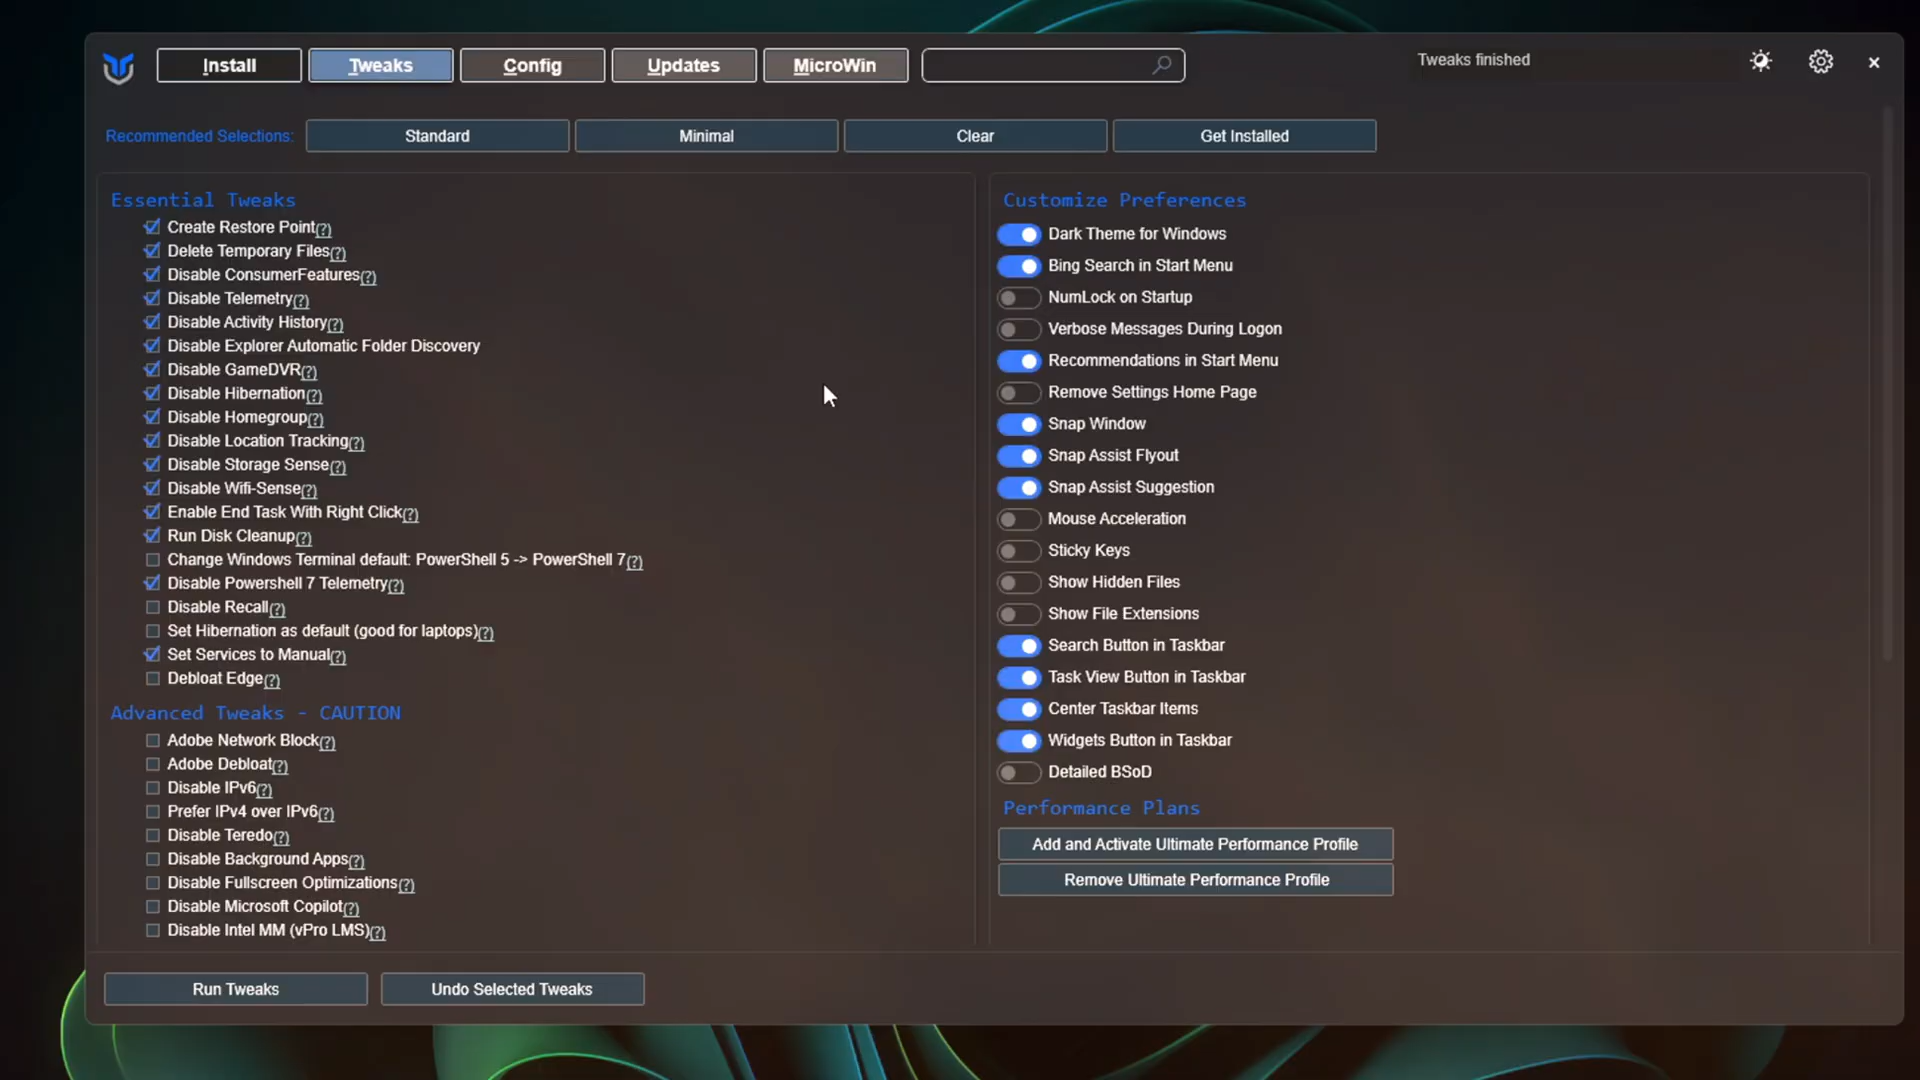 Install
Tweaks
Config
Updates
MicroWin
Tweaks finished
Recommended Selections:
Standard
Minimal
Clear
Get Installed
Essential Tweaks
Create Restore Point(?)
Delete Temporary Files(?)
Disable ConsumerFeatures(?)
Disable Telemetry(?)
Disable Activity History(?)
Disable Explorer Automatic Folder Discovery
Disable GameDVR(?)
Disable Hibernation(?)
Disable Homegroup(?)
Disable Location Tracking(?)
Disable Storage Sense(?)
Disable Wifi-Sense(?)
Enable End Task With Right Click(?)
Run Disk Cleanup(?)
Change Windows Terminal default: PowerShell 5 -> PowerShell 7(?)
Disable Powershell 7 Telemetry(?)
Disable Recall(?)
Set Hibernation as default (good for laptops)(?)
Set Services to Manual(?)
Debloat Edge(?)
Advanced Tweaks - CAUTION
Adobe Network Block(?)
Adobe Debloat(?)
Disable IPv6(?)
Prefer IPv4 over IPv6(?)
Disable Teredo(?)
Disable Background Apps(?)
Disable Fullscreen Optimizations(?)
Disable Microsoft Copilot(?)
Disable Intel MM (vPro LMS)(?)
Customize Preferences
Dark Theme for Windows
Bing Search in Start Menu
NumLock on Startup
Verbose Messages During Logon
Recommendations in Start Menu
Remove Settings Home Page
Snap Window
Snap Assist Flyout
Snap Assist Suggestion
Mouse Acceleration
Sticky Keys
Show Hidden Files
Show File Extensions
Search Button in Taskbar
Task View Button in Taskbar
Center Taskbar Items
Widgets Button in Taskbar
Detailed BSoD
Performance Plans
Add and Activate Ultimate Performance Profile
Remove Ultimate Performance Profile
Run Tweaks
Undo Selected Tweaks